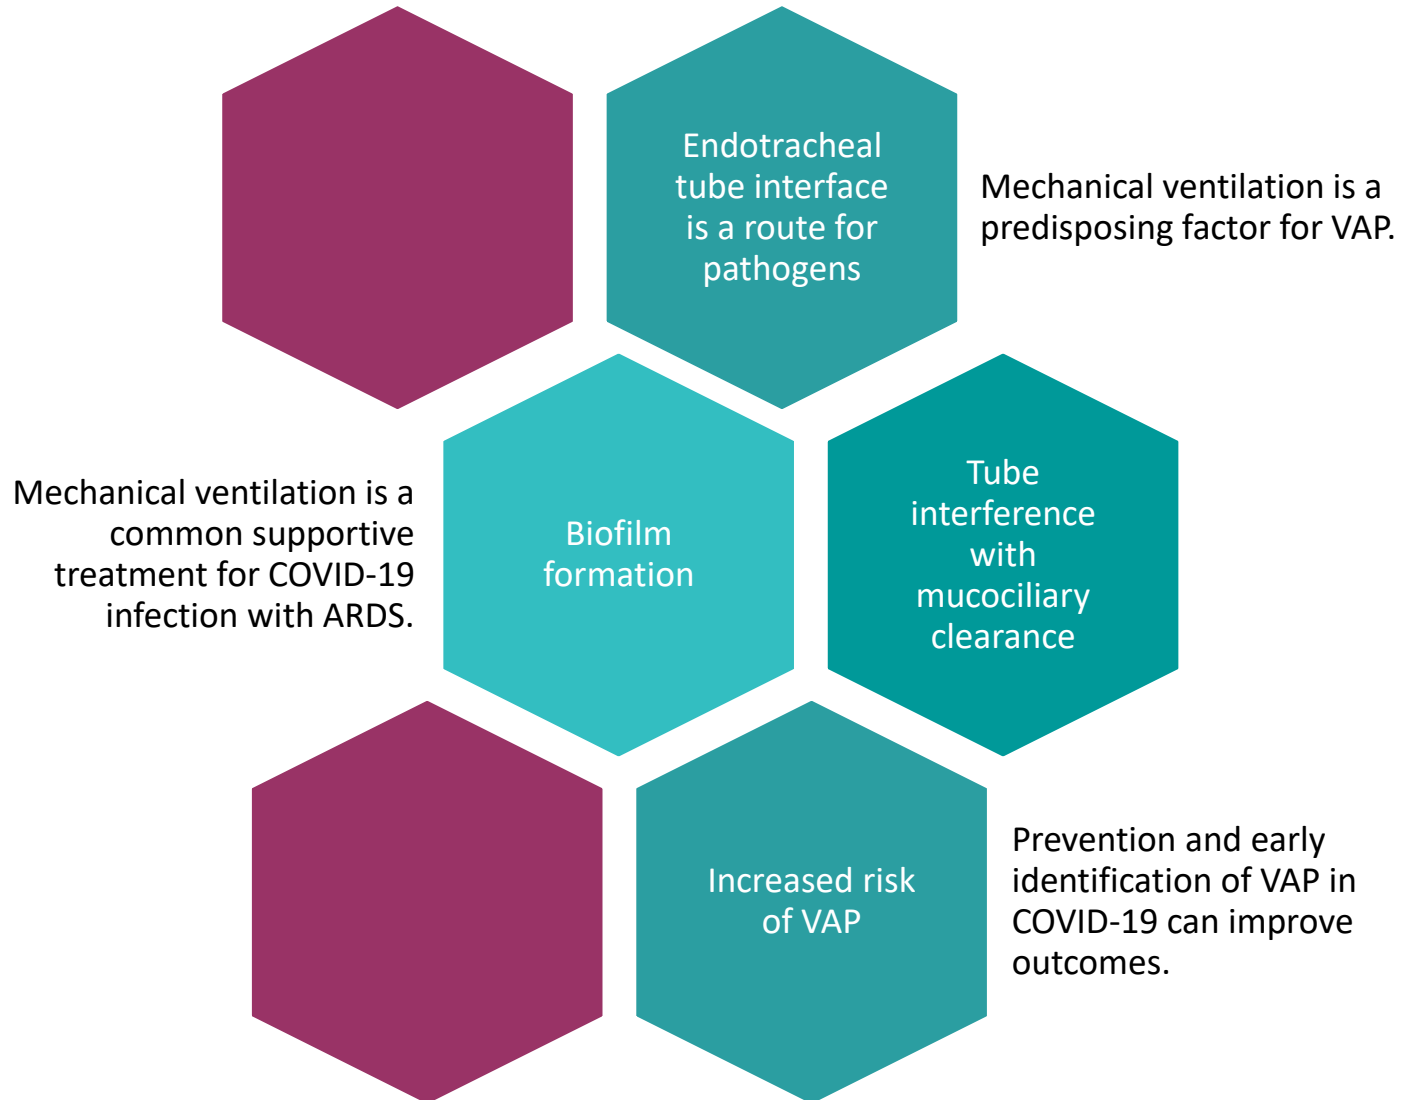 Endotracheal
tube interface
is a route for
pathogens
Mechanical ventilation is a
predisposing factor for VAP.
Mechanical ventilation is a
common supportive
treatment for COVID-19
infection with ARDS.
Biofilm
formation
Tube
interference
with
mucociliary
clearance
Increased risk
of VAP
Prevention and early
identification of VAP in
COVID-19 can improve
outcomes.